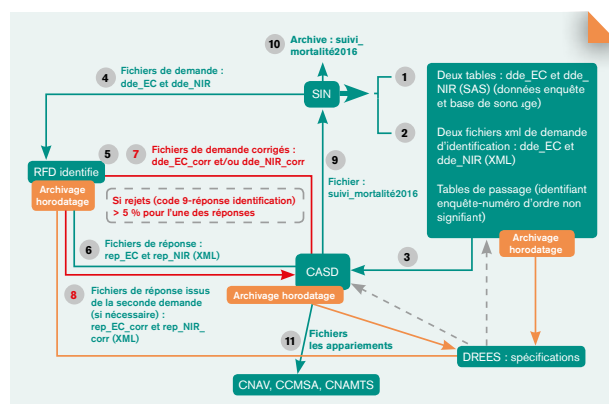 10 Archive : suivi_
mortalité2016
4 Fichiers de demande :
dde_EC et dde_NIR
SIN
1 Deux tables : dde_EC et dde_
NIR (SAS) (données enquête
et base de sondage)
2 Deux fichiers xml de demande
d'identification : dde_EC et
dde_NIR (XML)
Tables de passage (identifiant
enquête-numéro d'ordre non
signifiant)
Archivage
horodatage
5 7 Fichiers de demande corrigés :
dde_EC_corr et/ou dde_NIR_corr
9
Fichier :
suivi_mortalité2016
RFD identifie
Archivage
horodatage
Si rejets (code 9-réponse identification)
> 5 % pour l'une des réponses
6 Fichiers de réponse :
rep_EC et rep_NIR (XML)
3
CASD
Archivage horodatage
8 Fichiers de réponse issus
de la seconde demande
(si nécessaire) :
rep_EC_corr et rep_NIR_
corr (XML)
11 Fichiers
les appariements
DREES : spécifications
CNAV, CCMSA, CNAMTS